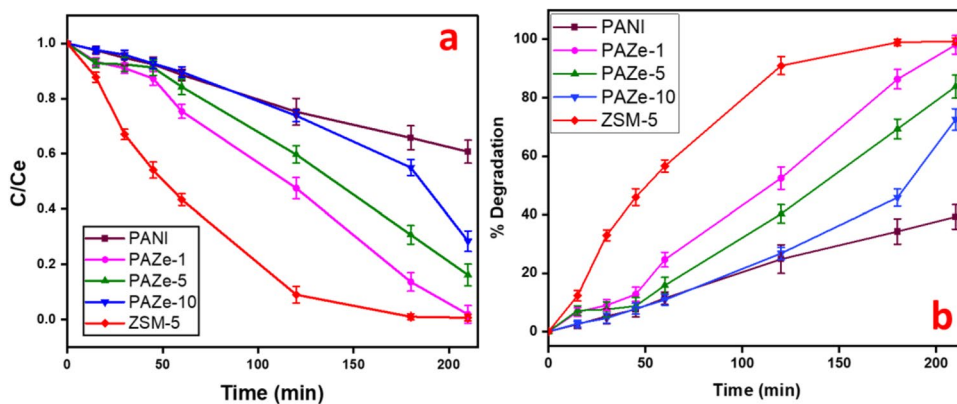 a
C/Ce
1.0
0.8
0.6
0.4
0.2
0.0
PANI
PAZe-1
PAZe-5
PAZe-10
ZSM-5
0
50
100
150
200
Time (min)
b
% Degradation
100
80
60
40
20
0
PANI
PAZe-1
PAZe-5
PAZe-10
ZSM-5
0
50
100
150
200
Time (min)